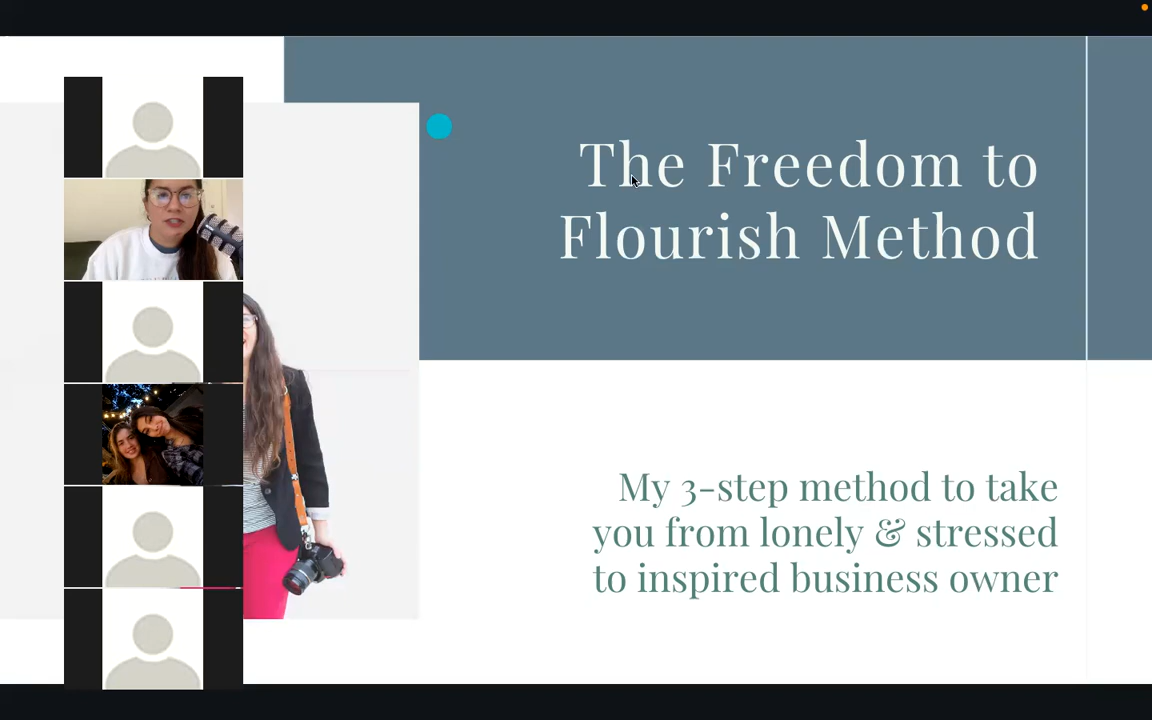 The Freedom to
Flourish Method
My 3-step method to take
you from lonely & stressed
to inspired business owner